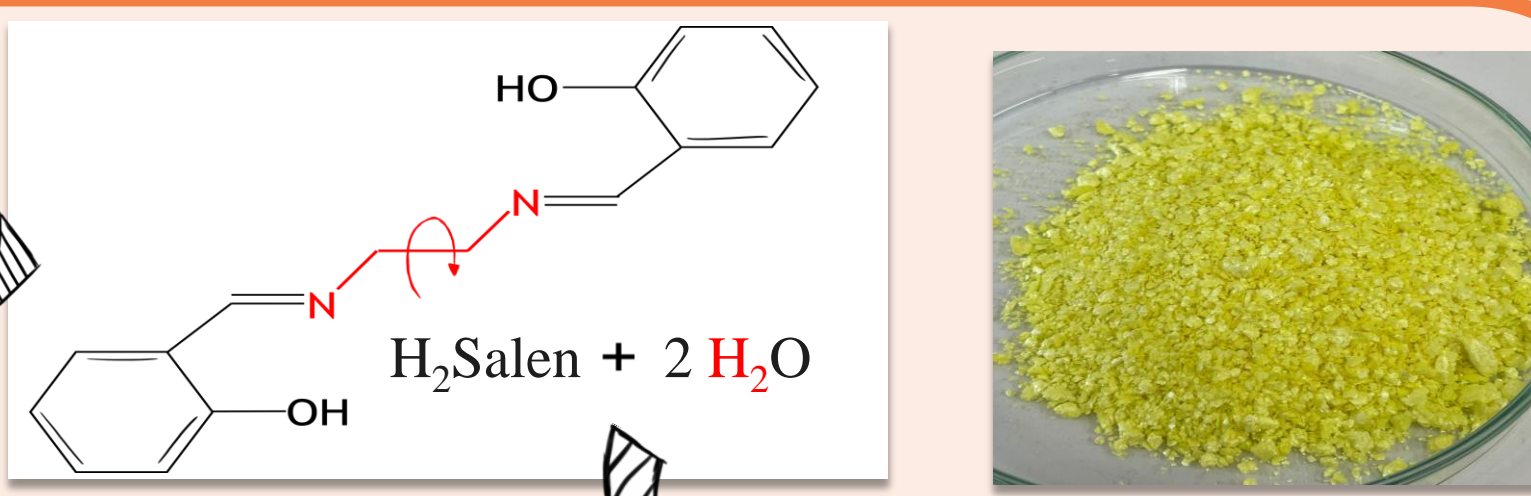 HO
N
N
H₂Salen + 2 H₂O
OH